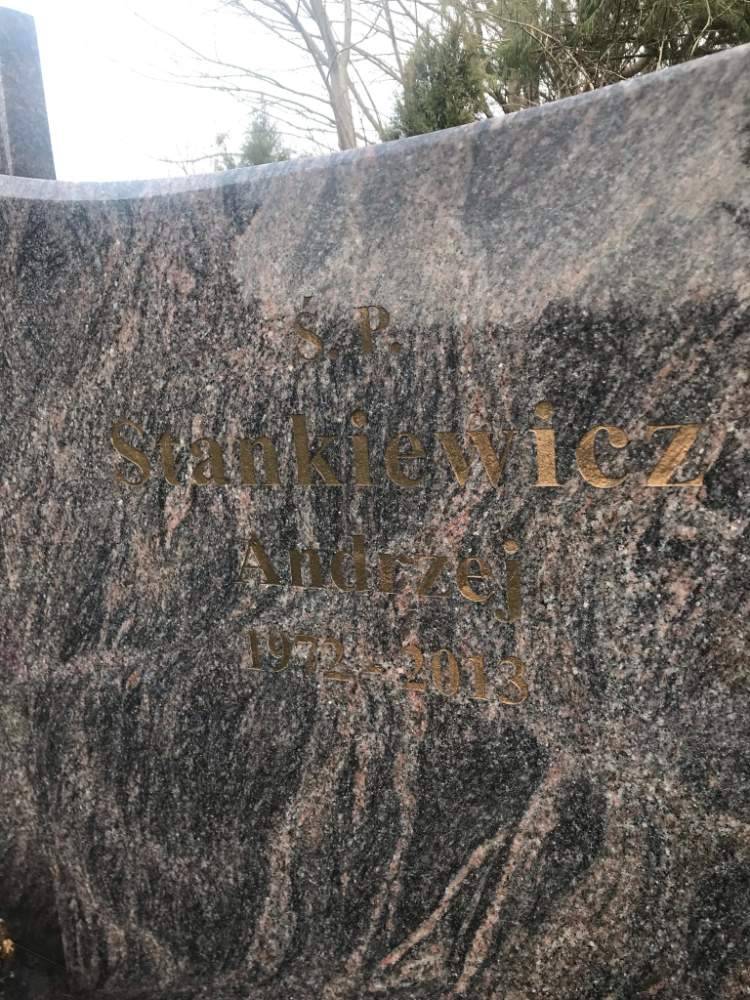 Ś. P.
Stankiewicz
Andrzej
1972 - 2013